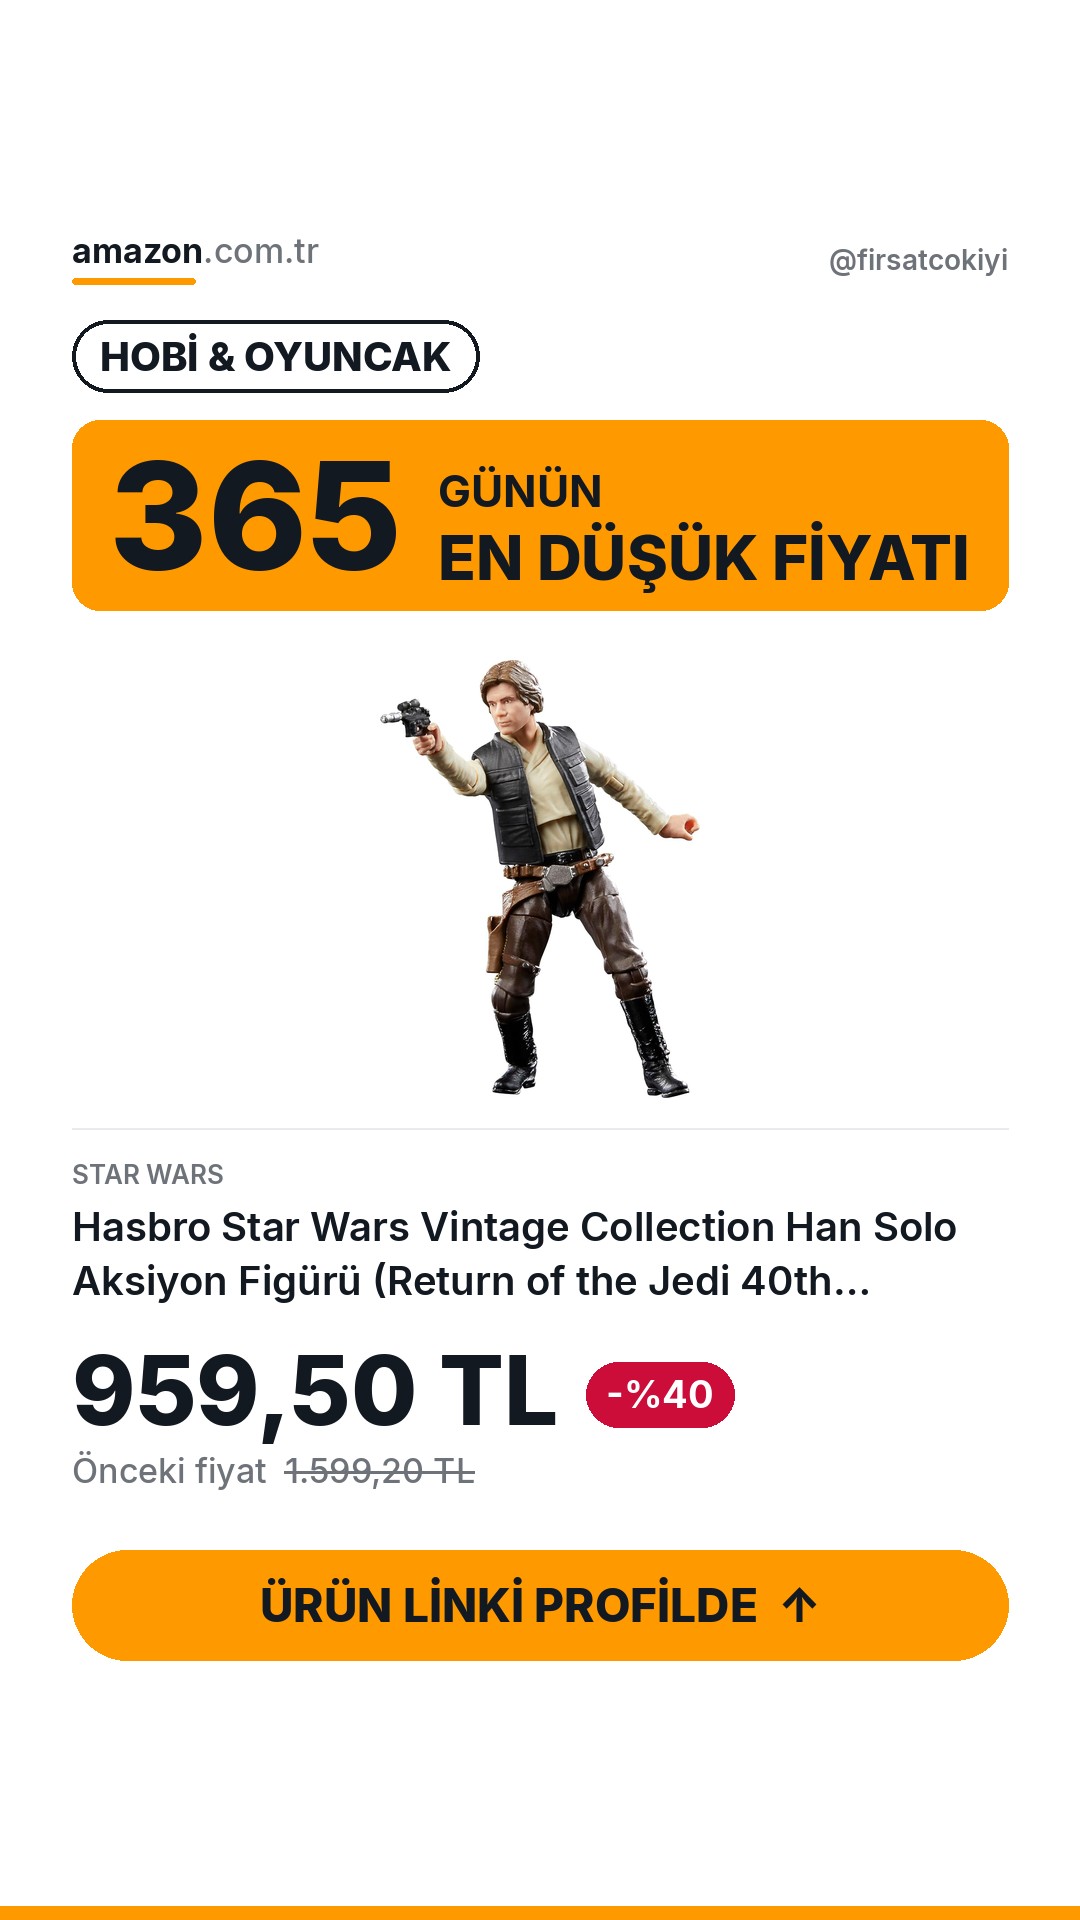 amazon.com.tr
@firsatcokiyi
HOBİ & OYUNCAK
365 GÜNÜN
EN DÜŞÜK FİYATI
STAR WARS
Hasbro Star Wars Vintage Collection Han Solo
Aksiyon Figürü (Return of the Jedi 40th...
959,50 TL -%40
Önceki fiyat 1.599,20 TL
ÜRÜN LİNKİ PROFİLDE ↑